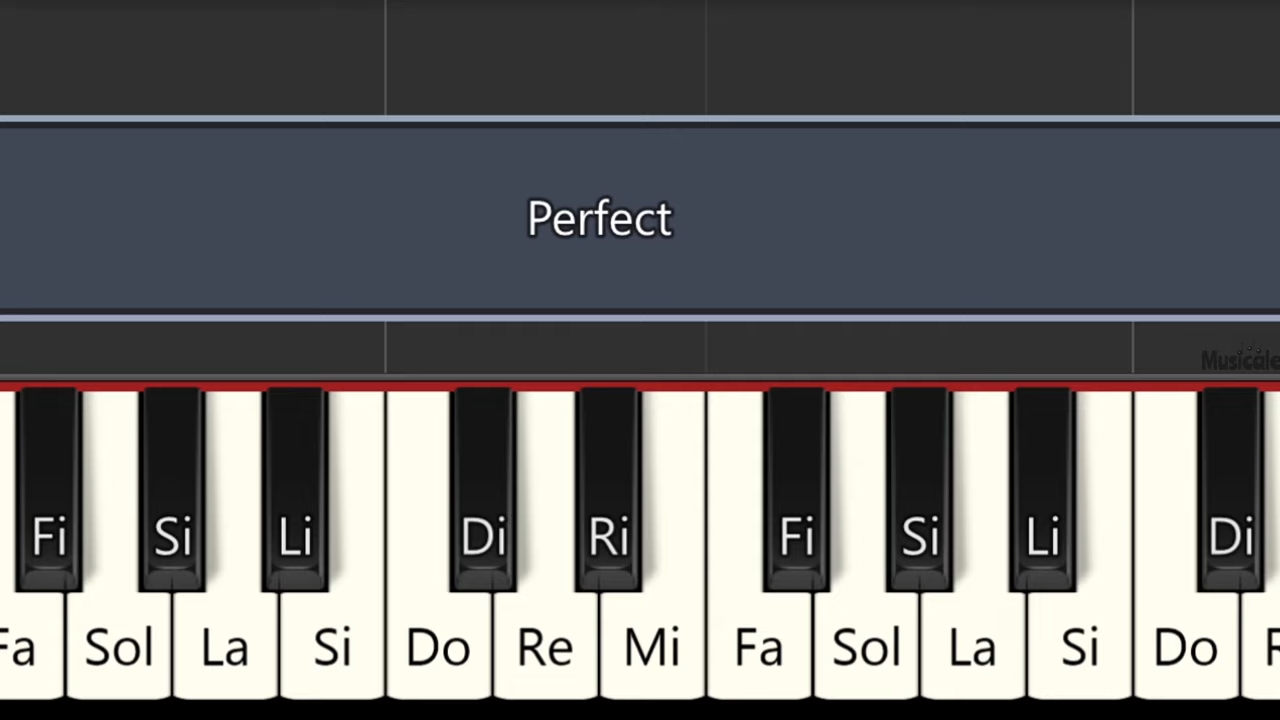 Perfect
Musicale
Fi Si Li Di Ri Fi Si Li Di
Fa Sol La Si Do Re Mi Fa Sol La Si Do R